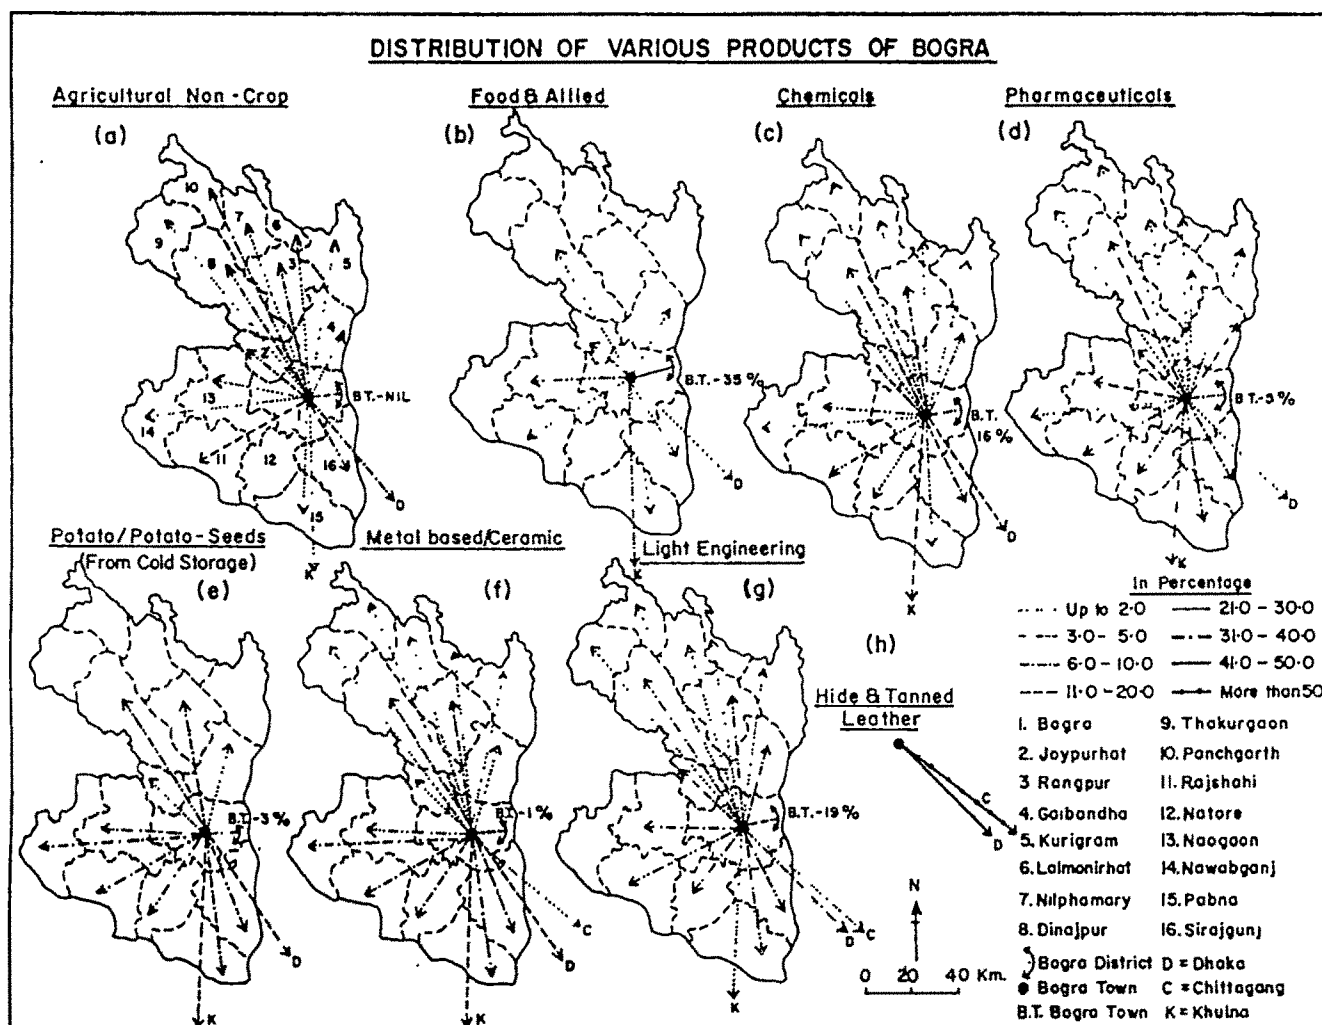 DISTRIBUTION OF VARIOUS PRODUCTS OF BOGRA
Agricultural Non-Crop
Food & Allied
Chemicals
Pharmaceuticals
(a)
(b)
(c)
(d)
10
7
6
9
8
3
5
4
2
13
14
11
12
16
15
B.T.-NIL
D
K
B.T.-35%
D
K
B.T.
16%
D
K
B.T.-5%
D
K
Potato/Potato-Seeds
(From Cold Storage)
Metal based/Ceramic
Light Engineering
(e)
(f)
(g)
(h)
B.T.-3%
D
K
B.T.-1%
C
D
K
B.T.-19%
D
C
K
Hide & Tanned
Leather
C
D
N
0 20 40 Km.
In Percentage
Up to 2.0
21.0 - 30.0
3.0 - 5.0
31.0 - 40.0
6.0 - 10.0
41.0 - 50.0
11.0 - 20.0
More than 50
1. Bogra
9. Thakurgaon
2. Joypurhat
10. Panchgarth
3 Rangpur
11. Rajshahi
4. Gaibandha
12. Natore
5. Kurigram
13. Naogaon
6. Lalmonirhat
14. Nawabganj
7. Nilphamary
15. Pabna
8. Dinajpur
16. Sirajgunj
Bogra District D = Dhaka
Bogra Town C = Chittagang
B.T. Bogra Town K = Khulna